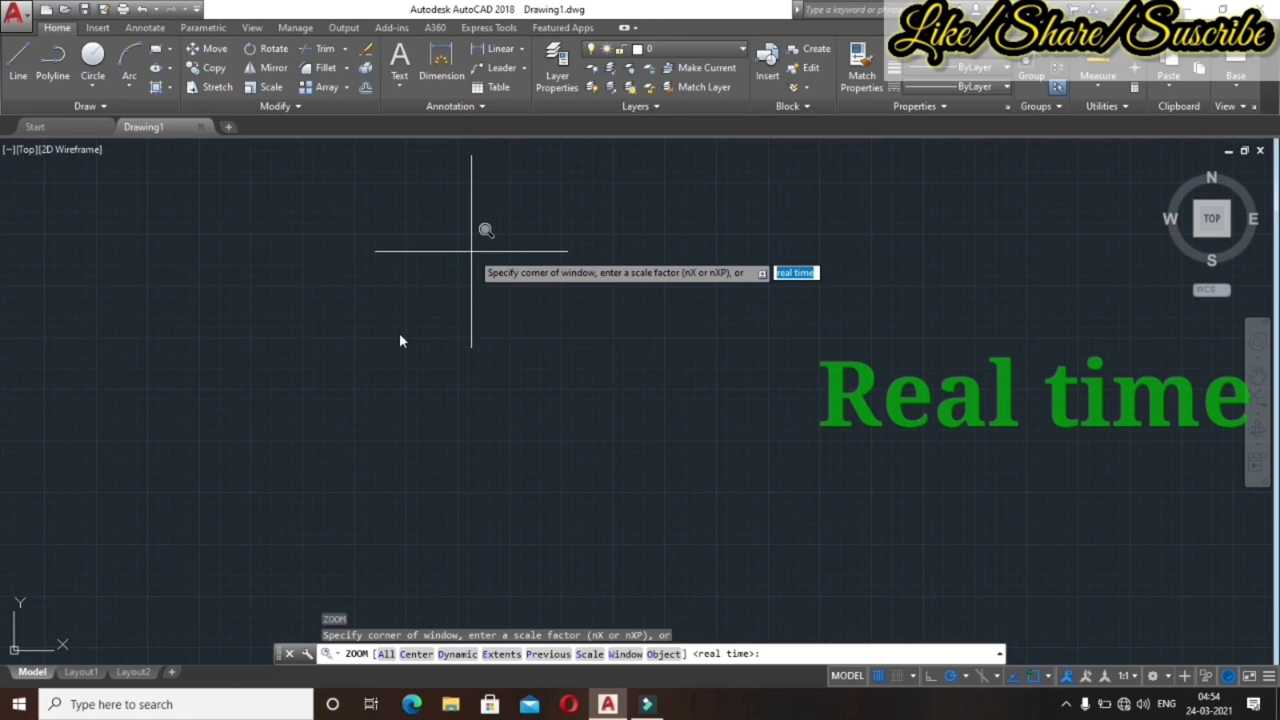 Autodesk AutoCAD 2018 Drawing1.dwg
Type a keyword or phrase
Like/Share/Suscribe
Home Insert Annotate Parametric View Manage Output Add-ins A360 Express Tools Featured Apps
Line Polyline Circle Arc
Move Rotate Trim
Copy Mirror Fillet
Stretch Scale Array
Text Dimension
Linear
Leader
Table
Layer Properties
0
Make Current
Match Layer
Insert
Create
Edit
Match Properties
ByLayer
ByLayer
Group
Measure
Paste
Base
Draw Modify Annotation Layers Block Properties Groups Utilities Clipboard View
Start Drawing1
[−][Top][2D Wireframe]
N
W TOP E
S
WCS
Specify corner of window, enter a scale factor (nX or nXP), or real time
Real time
Y
X
ZOOM
Specify corner of window, enter a scale factor (nX or nXP), or
ZOOM [All Center Dynamic Extents Previous Scale Window Object] <real time>:
Model Layout1 Layout2
MODEL 1:1
Type here to search
ENG
04:54
24-03-2021